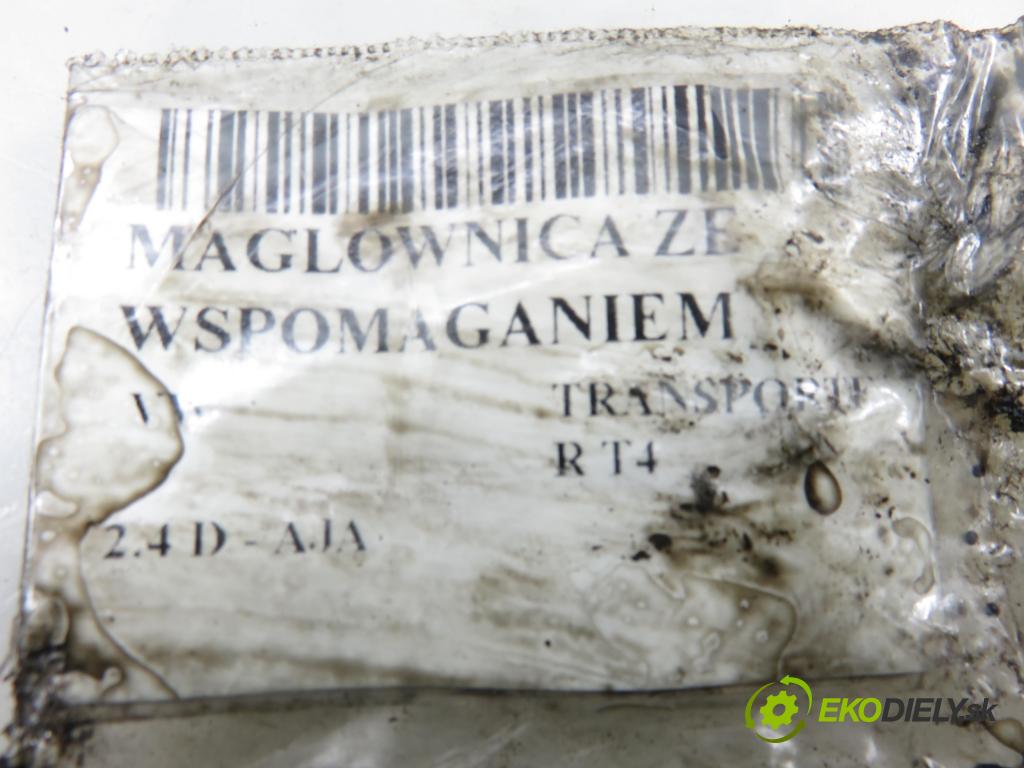 MAGLOWNICA ZE
WSPOMAGANIEM
TRANSPORTE
R T4
2.4 D - AJA
EKODIELY.sk